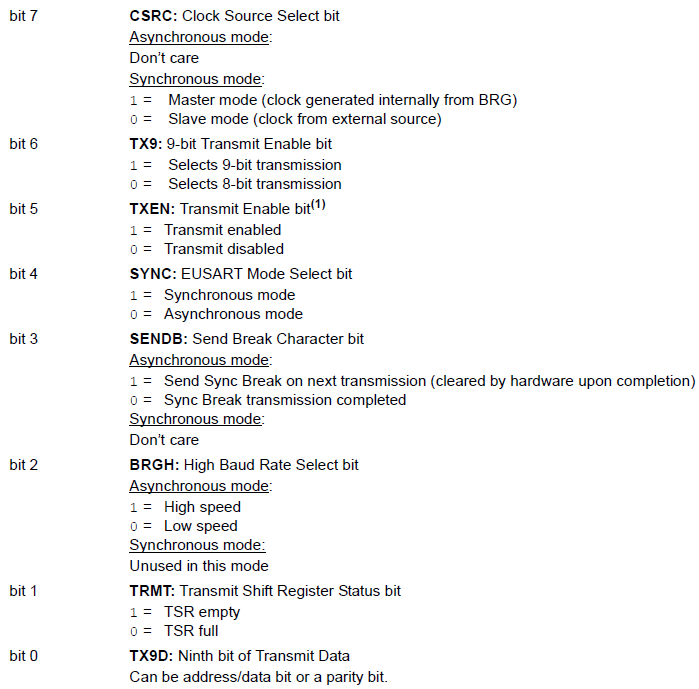 bit 7 CSRC: Clock Source Select bit
Asynchronous mode:
Don't care
Synchronous mode:
1 = Master mode (clock generated internally from BRG)
0 = Slave mode (clock from external source)
bit 6 TX9: 9-bit Transmit Enable bit
1 = Selects 9-bit transmission
0 = Selects 8-bit transmission
bit 5 TXEN: Transmit Enable bit(1)
1 = Transmit enabled
0 = Transmit disabled
bit 4 SYNC: EUSART Mode Select bit
1 = Synchronous mode
0 = Asynchronous mode
bit 3 SENDB: Send Break Character bit
Asynchronous mode:
1 = Send Sync Break on next transmission (cleared by hardware upon completion)
0 = Sync Break transmission completed
Synchronous mode:
Don't care
bit 2 BRGH: High Baud Rate Select bit
Asynchronous mode:
1 = High speed
0 = Low speed
Synchronous mode:
Unused in this mode
bit 1 TRMT: Transmit Shift Register Status bit
1 = TSR empty
0 = TSR full
bit 0 TX9D: Ninth bit of Transmit Data
Can be address/data bit or a parity bit.